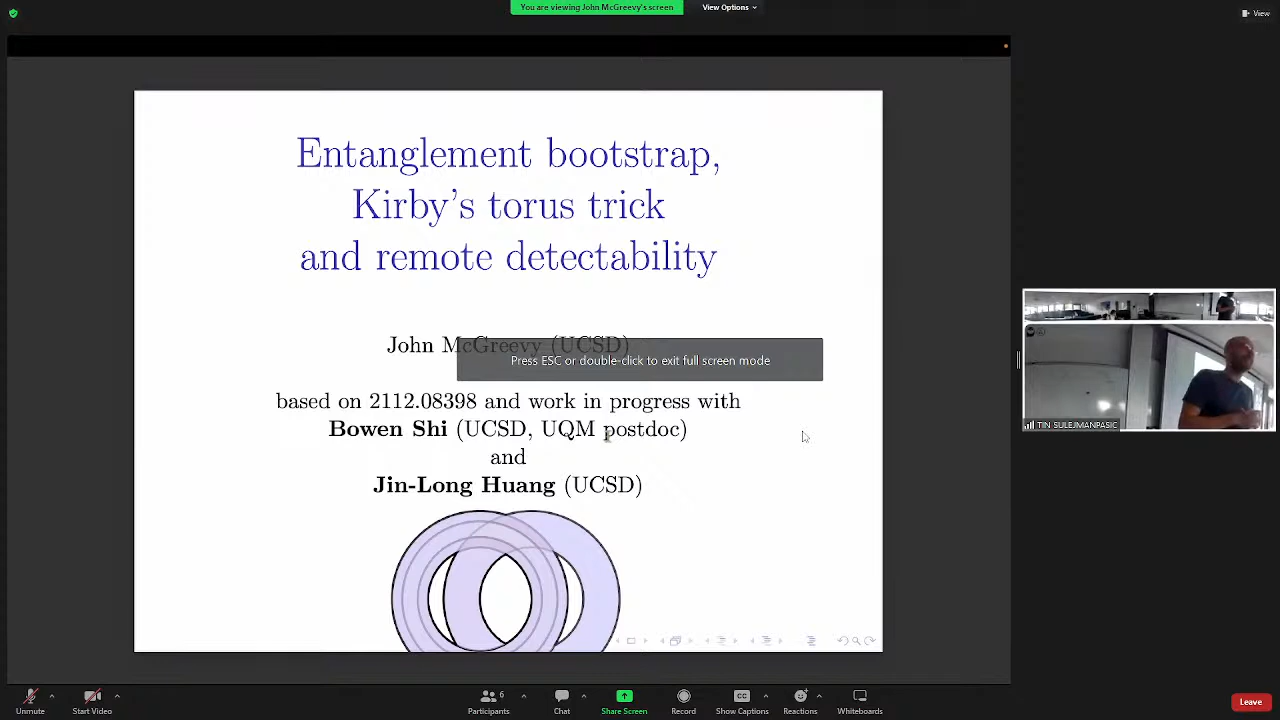 You are viewing John McGreevy's screen
View Options
View
Entanglement bootstrap,
Kirby's torus trick
and remote detectability
John McGreevy (UCSD)
Press ESC or double-click to exit full screen mode
based on 2112.08398 and work in progress with
Bowen Shi (UCSD, UQM postdoc)
and
Jin-Long Huang (UCSD)
TIN SULEJMANPASIC
Unmute
Start Video
Participants
6
Chat
Share Screen
Record
Show Captions
Reactions
Whiteboards
Leave